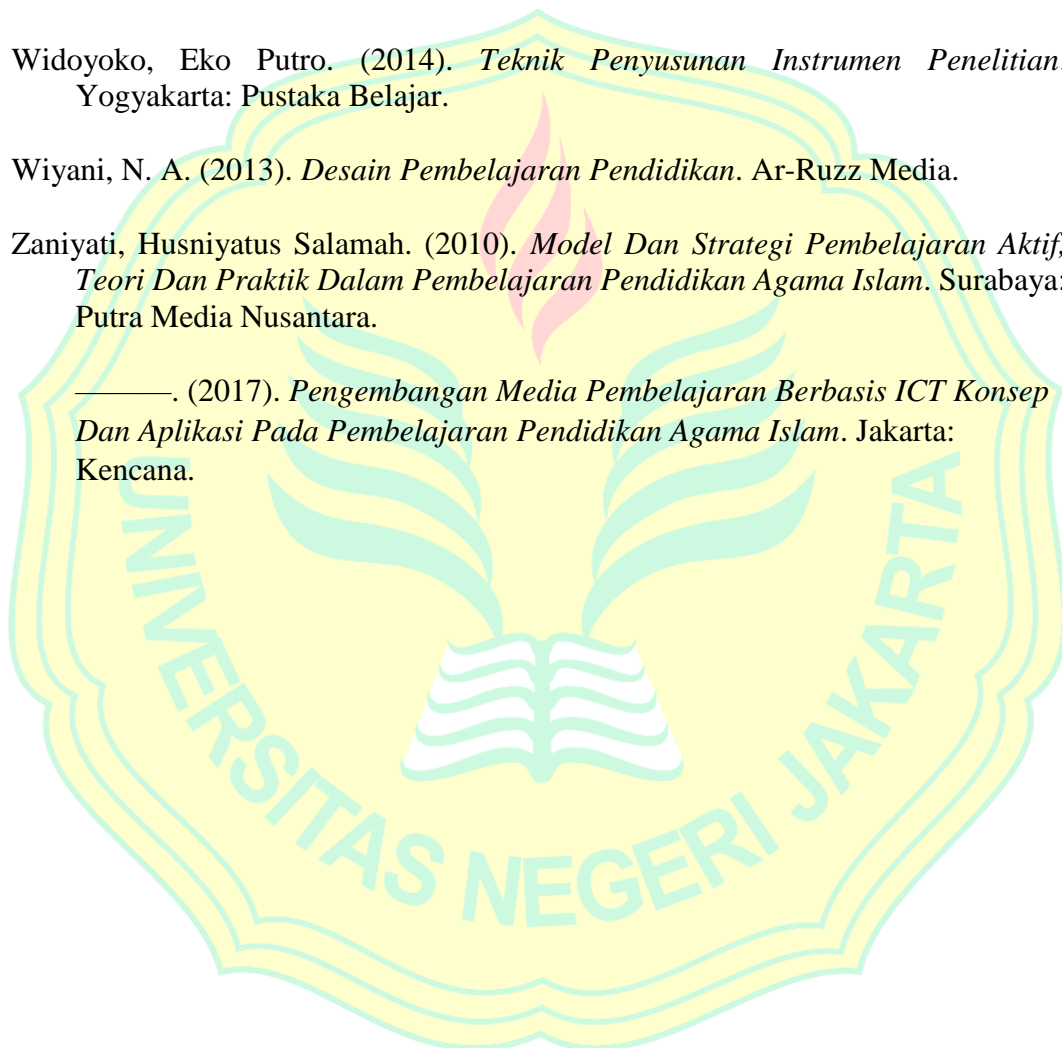 Widoyoko, Eko Putro. (2014). Teknik Penyusunan Instrumen Penelitian.
Yogyakarta: Pustaka Belajar.
Wiyani, N. A. (2013). Desain Pembelajaran Pendidikan. Ar-Ruzz Media.
Zaniyati, Husniyatus Salamah. (2010). Model Dan Strategi Pembelajaran Aktif,
Teori Dan Praktik Dalam Pembelajaran Pendidikan Agama Islam. Surabaya:
Putra Media Nusantara.
———. (2017). Pengembangan Media Pembelajaran Berbasis ICT Konsep
Dan Aplikasi Pada Pembelajaran Pendidikan Agama Islam. Jakarta:
Kencana.
UNIVERSITAS NEGERI JAKARTA